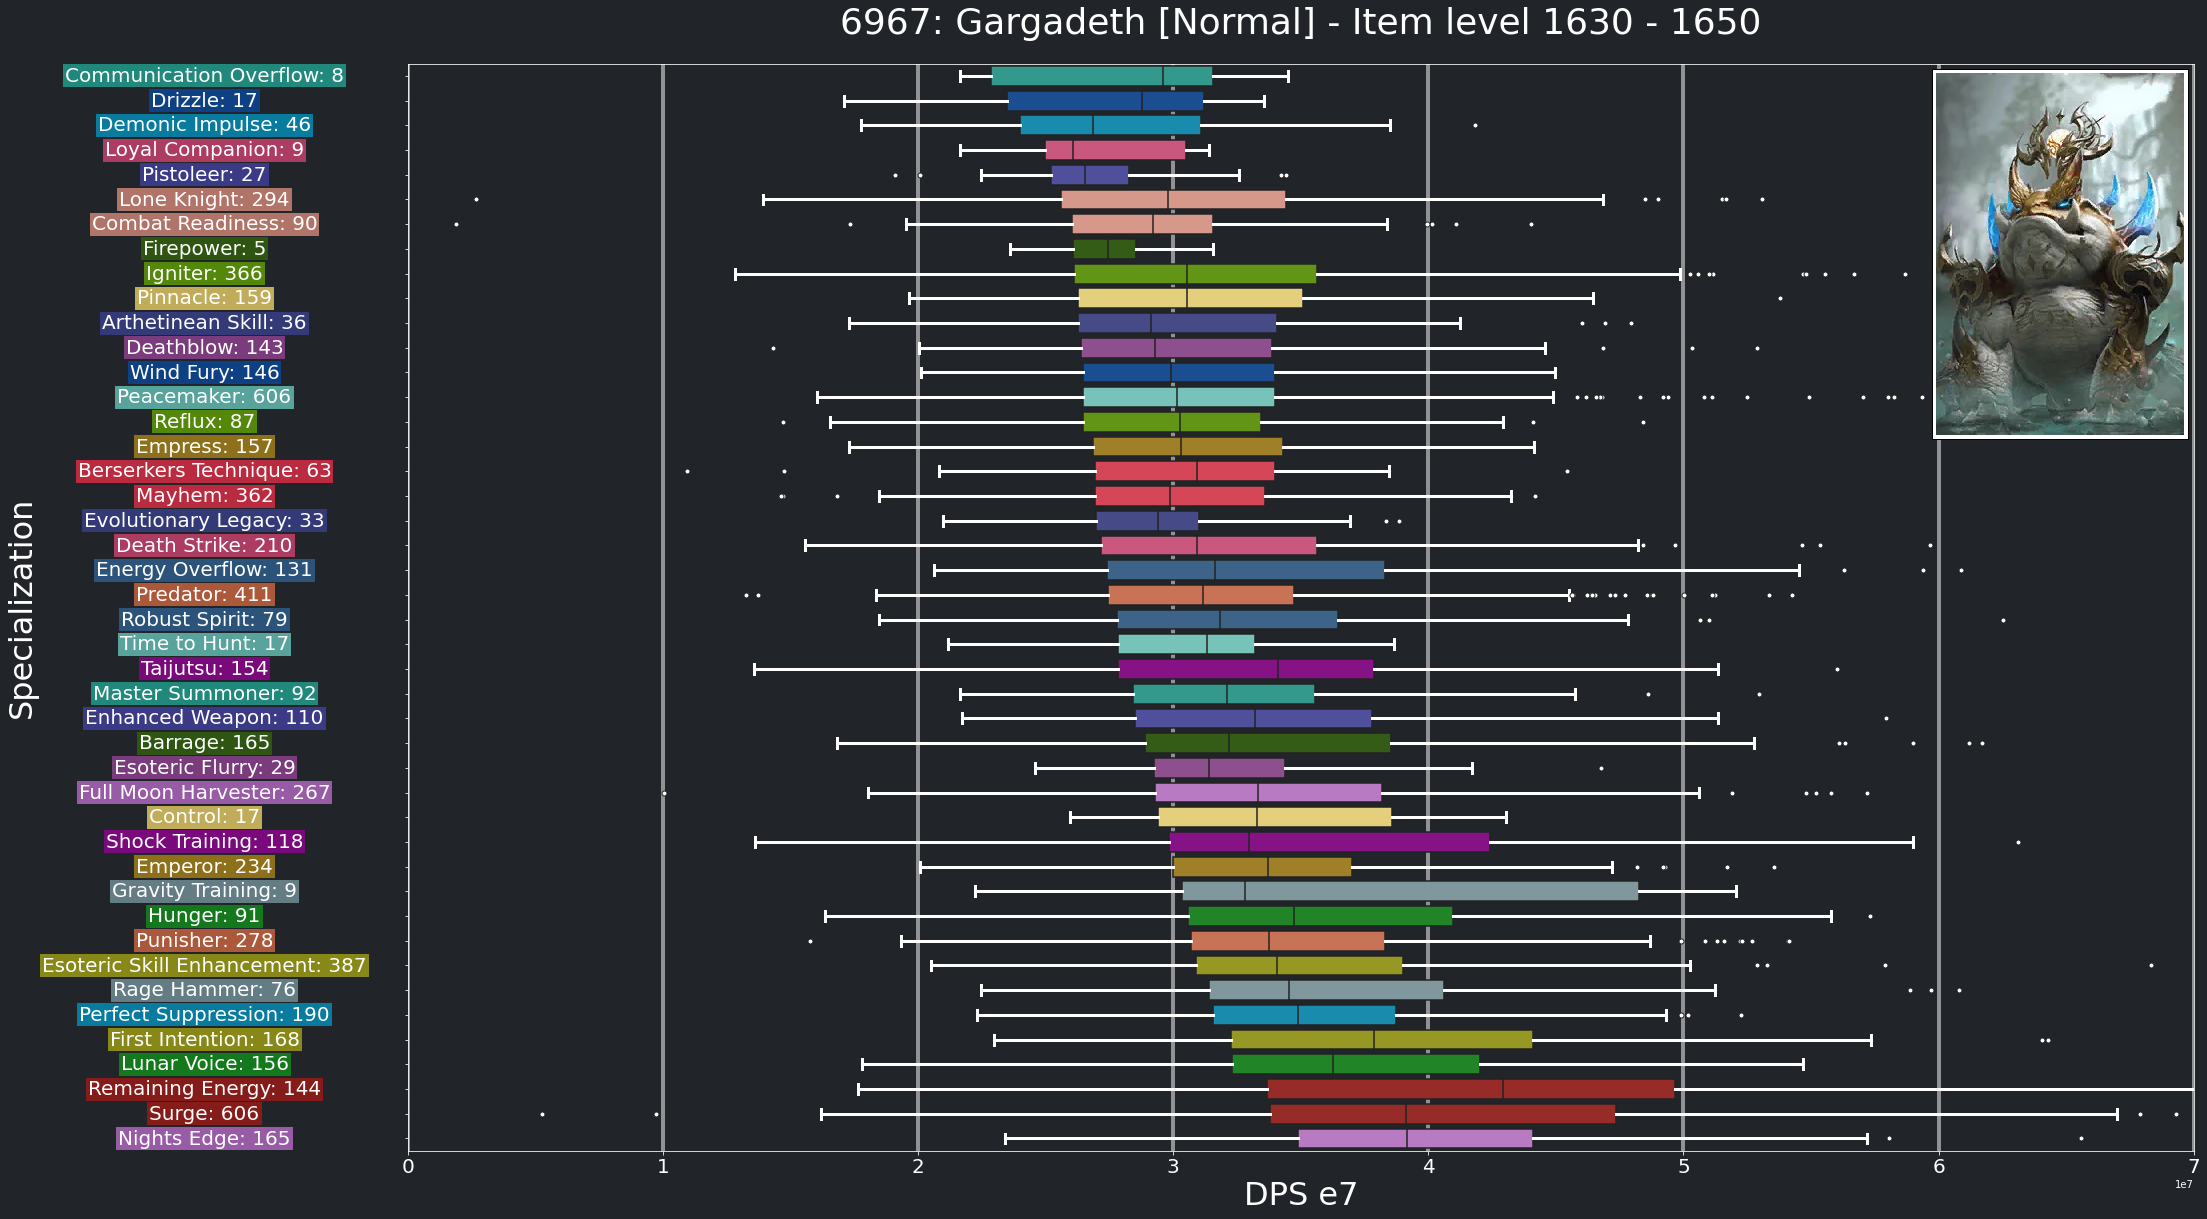 6967: Gargadeth [Normal] - Item level 1630 - 1650
Specialization
Communication Overflow: 8
Drizzle: 17
Demonic Impulse: 46
Loyal Companion: 9
Pistoleer: 27
Lone Knight: 294
Combat Readiness: 90
Firepower: 5
Igniter: 366
Pinnacle: 159
Arthetinean Skill: 36
Deathblow: 143
Wind Fury: 146
Peacemaker: 606
Reflux: 87
Empress: 157
Berserkers Technique: 63
Mayhem: 362
Evolutionary Legacy: 33
Death Strike: 210
Energy Overflow: 131
Predator: 411
Robust Spirit: 79
Time to Hunt: 17
Taijutsu: 154
Master Summoner: 92
Enhanced Weapon: 110
Barrage: 165
Esoteric Flurry: 29
Full Moon Harvester: 267
Control: 17
Shock Training: 118
Emperor: 234
Gravity Training: 9
Hunger: 91
Punisher: 278
Esoteric Skill Enhancement: 387
Rage Hammer: 76
Perfect Suppression: 190
First Intention: 168
Lunar Voice: 156
Remaining Energy: 144
Surge: 606
Nights Edge: 165
0 1 2 3 4 5 6 7
1e7
DPS e7